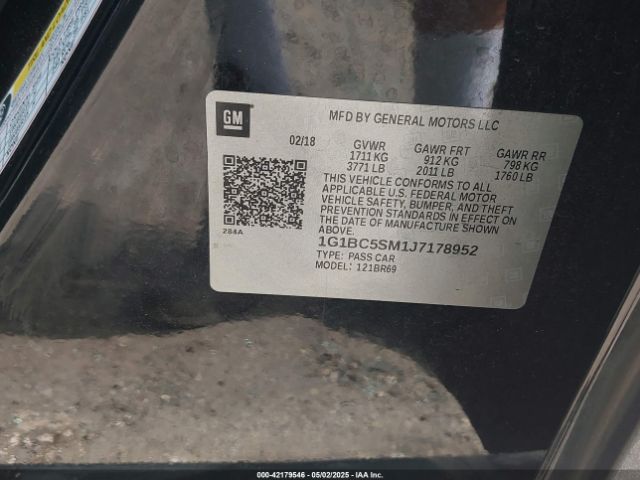 GM
MFD BY GENERAL MOTORS LLC
02/18
GVWR GAWR FRT GAWR RR
1711 KG 912 KG 798 KG
3771 LB 2011 LB 1760 LB
THIS VEHICLE CONFORMS TO ALL
APPLICABLE U.S. FEDERAL MOTOR
VEHICLE SAFETY, BUMPER, AND THEFT
PREVENTION STANDARDS IN EFFECT ON
THE DATE OF MANUFACTURE SHOWN
ABOVE.
284A
1G1BC5SM1J7178952
TYPE: PASS CAR
MODEL: 121BR69
000-42179546 - 05/02/2025 - IAA Inc.